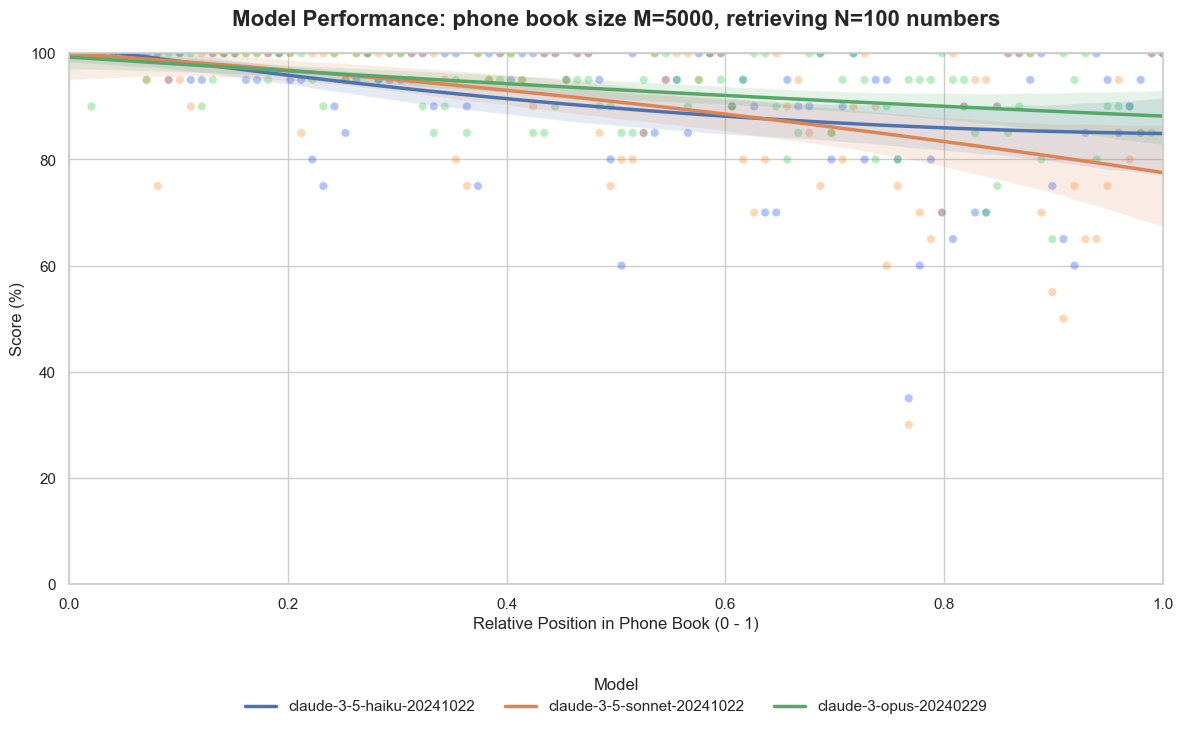 Model Performance: phone book size M=5000, retrieving N=100 numbers
100
80
60
40
20
0
Score (%)
0.0 0.2 0.4 0.6 0.8 1.0
Relative Position in Phone Book (0 - 1)
Model
claude-3-5-haiku-20241022 claude-3-5-sonnet-20241022 claude-3-opus-20240229